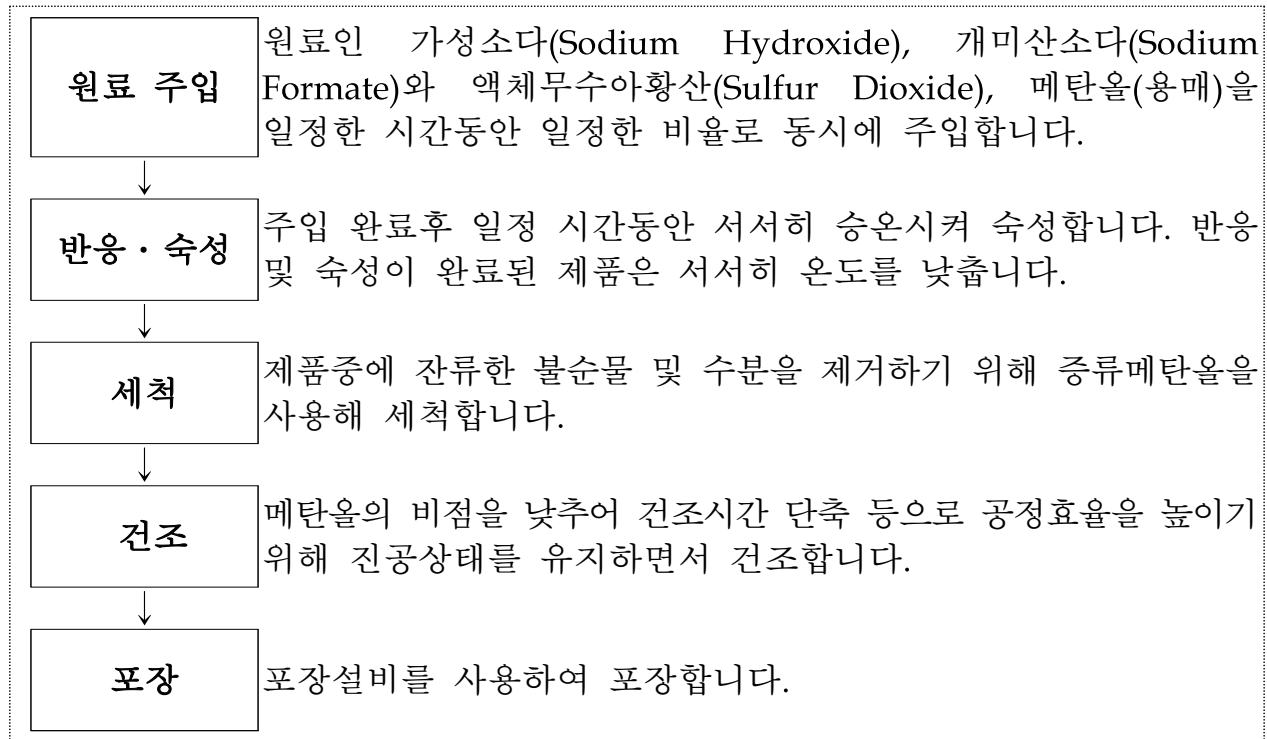 원료 주입
원료인 가성소다(Sodium Hydroxide), 개미산소다(Sodium
Formate)와 액체무수아황산(Sulfur Dioxide), 메탄올(용매)을
일정한 시간동안 일정한 비율로 동시에 주입합니다.
반응·숙성
주입 완료후 일정 시간동안 서서히 승온시켜 숙성합니다. 반응
및 숙성이 완료된 제품은 서서히 온도를 낮춥니다.
세척
제품중에 잔류한 불순물 및 수분을 제거하기 위해 증류메탄올을
사용해 세척합니다.
건조
메탄올의 비점을 낮추어 건조시간 단축 등으로 공정효율을 높이기
위해 진공상태를 유지하면서 건조합니다.
포장
포장설비를 사용하여 포장합니다.